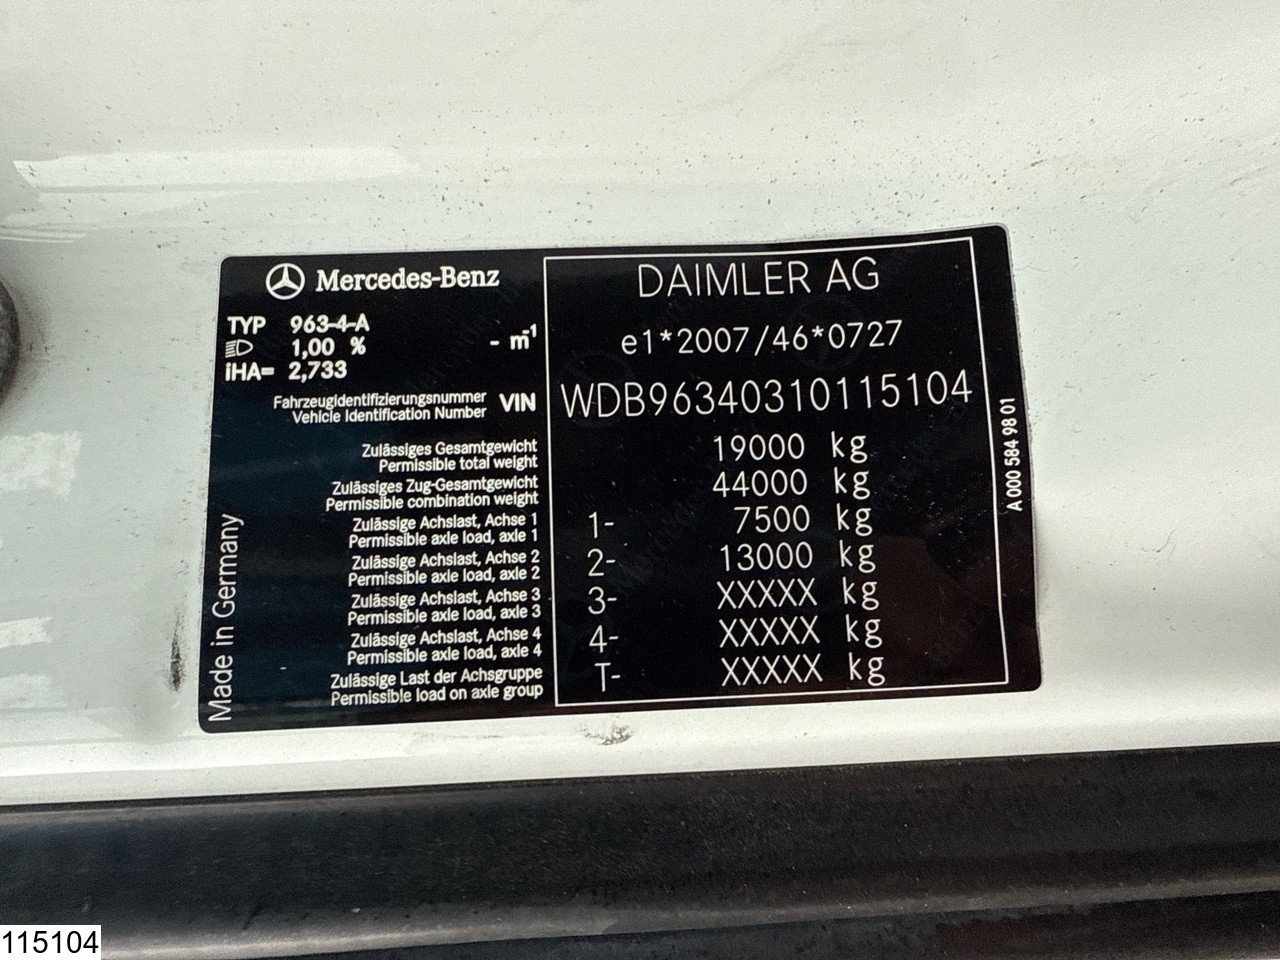 Mercedes-Benz
TYP 963-4-A
1,00 % - m-1
iHA= 2,733
Fahrzeugidentifizierungsnummer
Vehicle Identification Number VIN
Zulässiges Gesamtgewicht
Permissible total weight
Zulässiges Zug-Gesamtgewicht
Permissible combination weight
Zulässige Achslast, Achse 1
Permissible axle load, axle 1
Zulässige Achslast, Achse 2
Permissible axle load, axle 2
Zulässige Achslast, Achse 3
Permissible axle load, axle 3
Zulässige Achslast, Achse 4
Permissible axle load, axle 4
Zulässige Last der Achsgruppe
Permissible load on axle group
Made in Germany
DAIMLER AG
e1*2007/46*0727
WDB96340310115104
19000 kg
44000 kg
1- 7500 kg
2- 13000 kg
3- XXXXX kg
4- XXXXX kg
T- XXXXX kg
A 000 584 98 01
115104